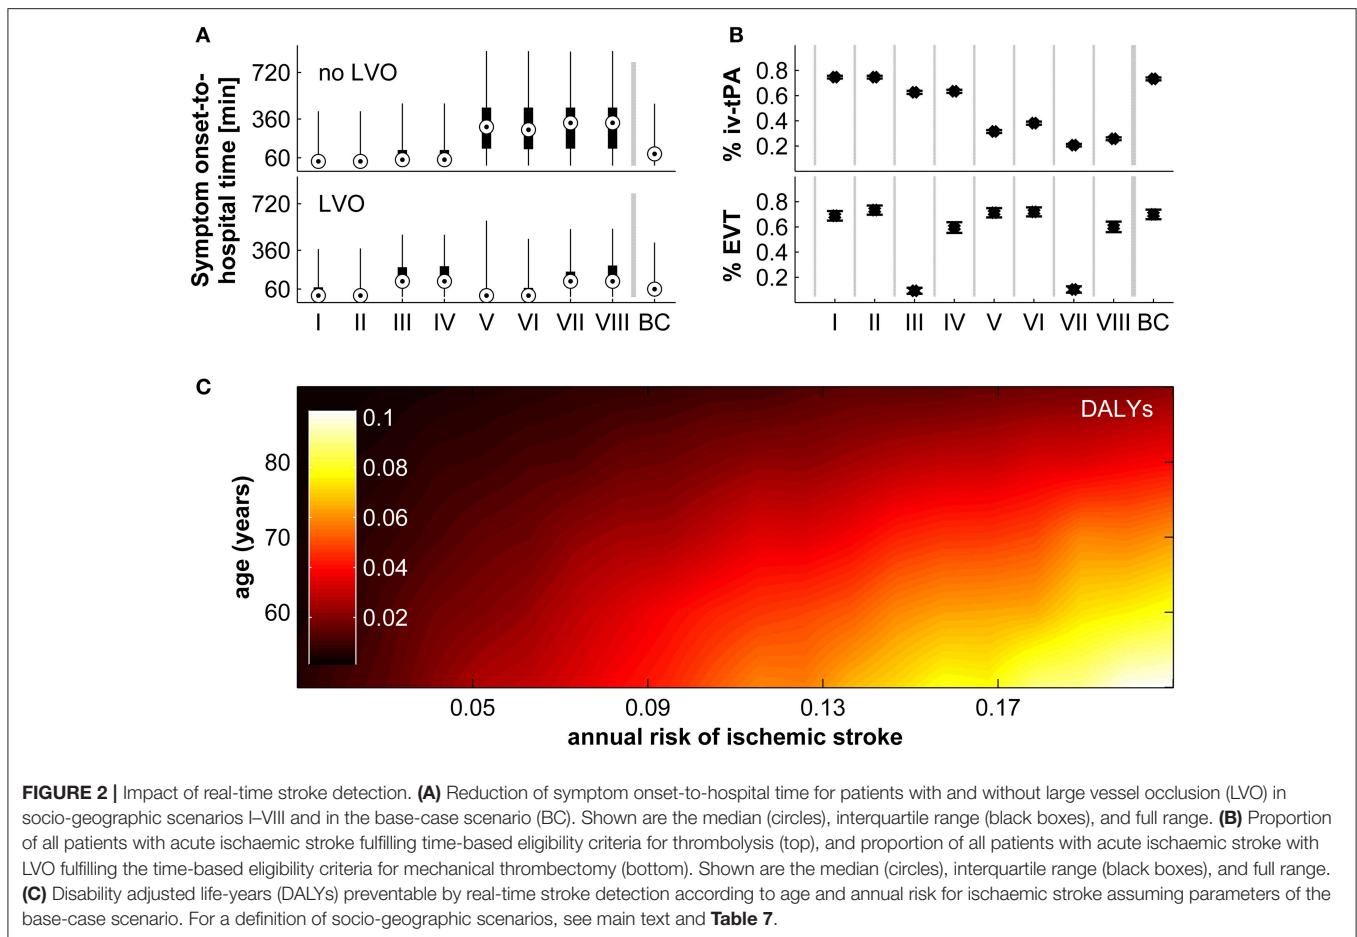 A
Symptom onset-to-
hospital time [min]
no LVO
720
360
60
LVO
720
360
60
I II III IV V VI VII VIII BC
B
% iv-tPA
0.8
0.6
0.4
0.2
% EVT
0.8
0.6
0.4
0.2
I II III IV V VI VII VIII BC
C
DALYs
0.1
0.08
0.06
0.04
0.02
age (years)
80
70
60
0.05 0.09 0.13 0.17
annual risk of ischemic stroke
FIGURE 2 | Impact of real-time stroke detection. (A) Reduction of symptom onset-to-hospital time for patients with and without large vessel occlusion (LVO) in
socio-geographic scenarios I–VIII and in the base-case scenario (BC). Shown are the median (circles), interquartile range (black boxes), and full range. (B) Proportion
of all patients with acute ischaemic stroke fulfilling time-based eligibility criteria for thrombolysis (top), and proportion of all patients with acute ischaemic stroke with
LVO fulfilling the time-based eligibility criteria for mechanical thrombectomy (bottom). Shown are the median (circles), interquartile range (black boxes), and full range.
(C) Disability adjusted life-years (DALYs) preventable by real-time stroke detection according to age and annual risk for ischaemic stroke assuming parameters of the
base-case scenario. For a definition of socio-geographic scenarios, see main text and Table 7.